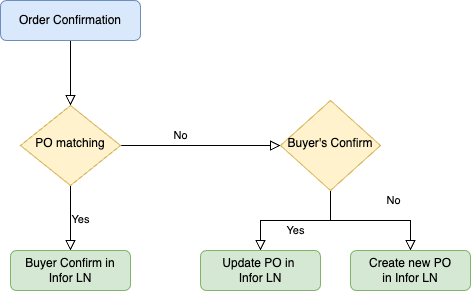 Order Confirmation
PO matching
No
Buyer's Confirm
Yes
No
Yes
Buyer Confirm in
Infor LN
Update PO in
Infor LN
Create new PO
in Infor LN